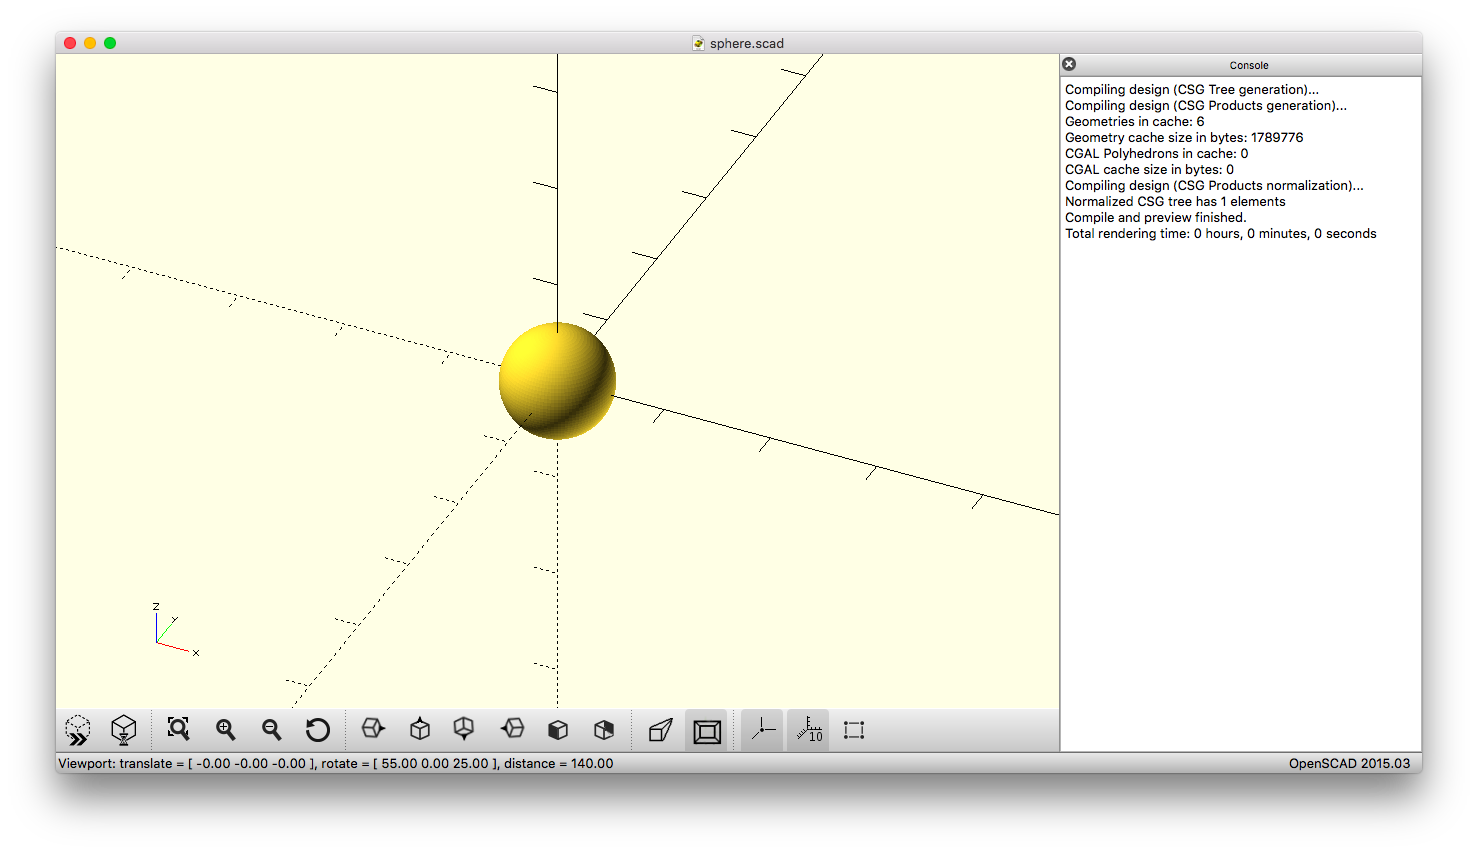 sphere.scad
Console
Compiling design (CSG Tree generation)...
Compiling design (CSG Products generation)...
Geometries in cache: 6
Geometry cache size in bytes: 1789776
CGAL Polyhedrons in cache: 0
CGAL cache size in bytes: 0
Compiling design (CSG Products normalization)...
Normalized CSG tree has 1 elements
Compile and preview finished.
Total rendering time: 0 hours, 0 minutes, 0 seconds
z
y
x
10
Viewport: translate = [ -0.00 -0.00 -0.00 ], rotate = [ 55.00 0.00 25.00 ], distance = 140.00
OpenSCAD 2015.03